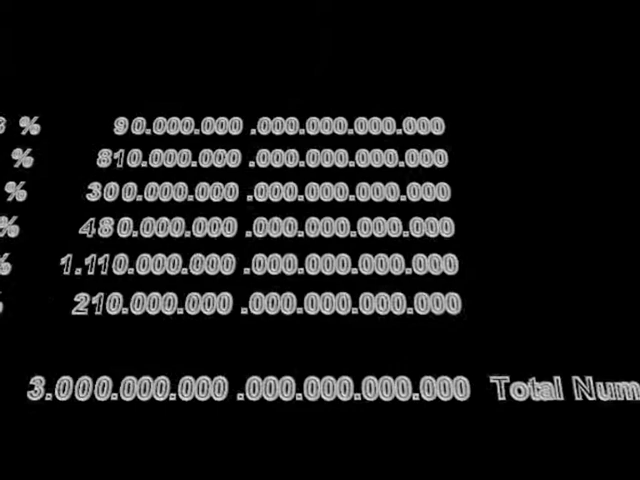 % 90.000.000 .000.000.000.000
% 810.000.000 .000.000.000.000
% 300.000.000 .000.000.000.000
% 480.000.000 .000.000.000.000
% 1.110.000.000 .000.000.000.000
% 210.000.000 .000.000.000.000
3.000.000.000 .000.000.000.000 Total Num